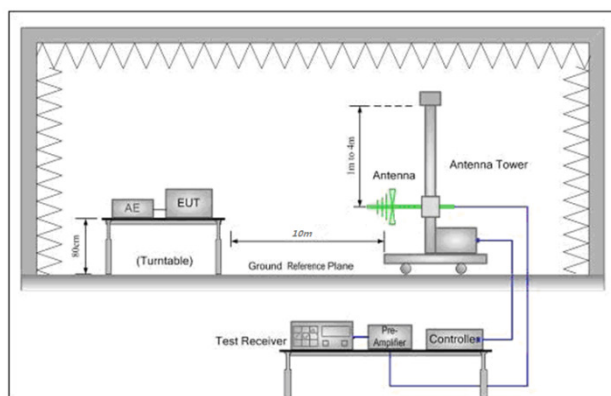 1m to 4m
Antenna
Antenna Tower
AE
EUT
10m
80cm
(Turntable)
Ground Reference Plane
Test Receiver
Pre-
Amplifier
Controller